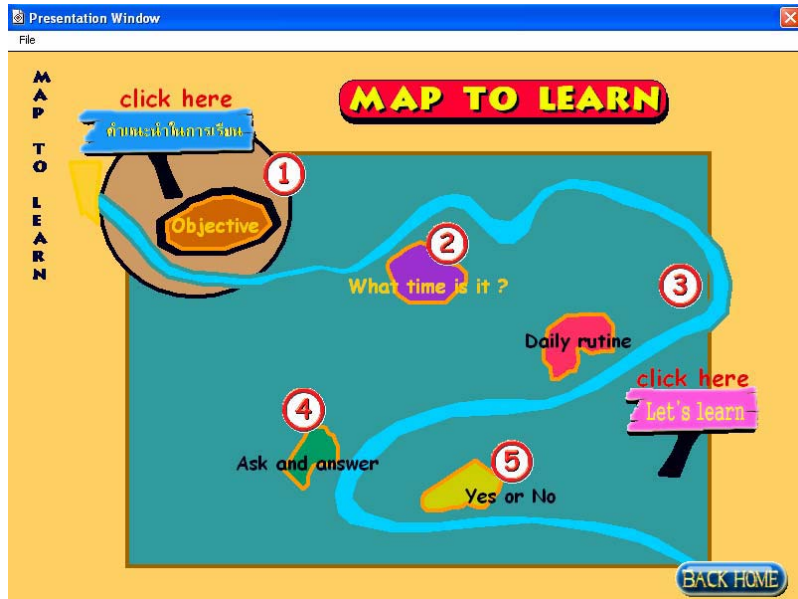 Presentation Window
File
MAP TO LEARN
MAP TO LEARN
click here
คำแนะนำในการเรียน
1
Objective
2
What time is it ?
3
Daily rutine
click here
Let's learn
4
Ask and answer
5
Yes or No
BACK HOME